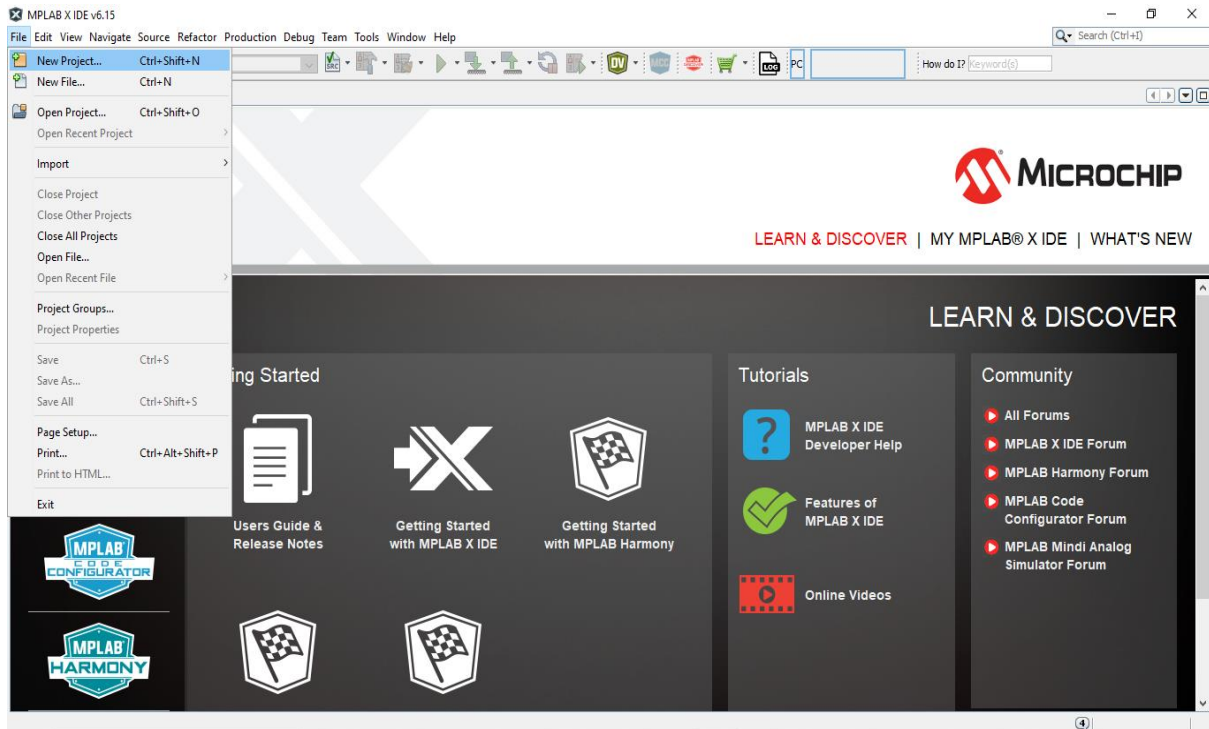 MPLAB X IDE v6.15
File Edit View Navigate Source Refactor Production Debug Team Tools Window Help
Search (Ctrl+I)
New Project... Ctrl+Shift+N
New File... Ctrl+N
Open Project... Ctrl+Shift+O
Open Recent Project
Import
Close Project
Close Other Projects
Close All Projects
Open File...
Open Recent File
Project Groups...
Project Properties
Save Ctrl+S
Save As...
Save All Ctrl+Shift+S
Page Setup...
Print... Ctrl+Alt+Shift+P
Print to HTML...
Exit
SRC
DV
MCC
LOG
PC
How do I? Keyword(s)
MICROCHIP
LEARN & DISCOVER | MY MPLAB® X IDE | WHAT'S NEW
LEARN & DISCOVER
ing Started
Users Guide &
Release Notes
Getting Started
with MPLAB X IDE
Getting Started
with MPLAB Harmony
Tutorials
MPLAB X IDE
Developer Help
Features of
MPLAB X IDE
Online Videos
Community
All Forums
MPLAB X IDE Forum
MPLAB Harmony Forum
MPLAB Code
Configurator Forum
MPLAB Mindi Analog
Simulator Forum
MPLAB
CODE
CONFIGURATOR
MPLAB
HARMONY
4